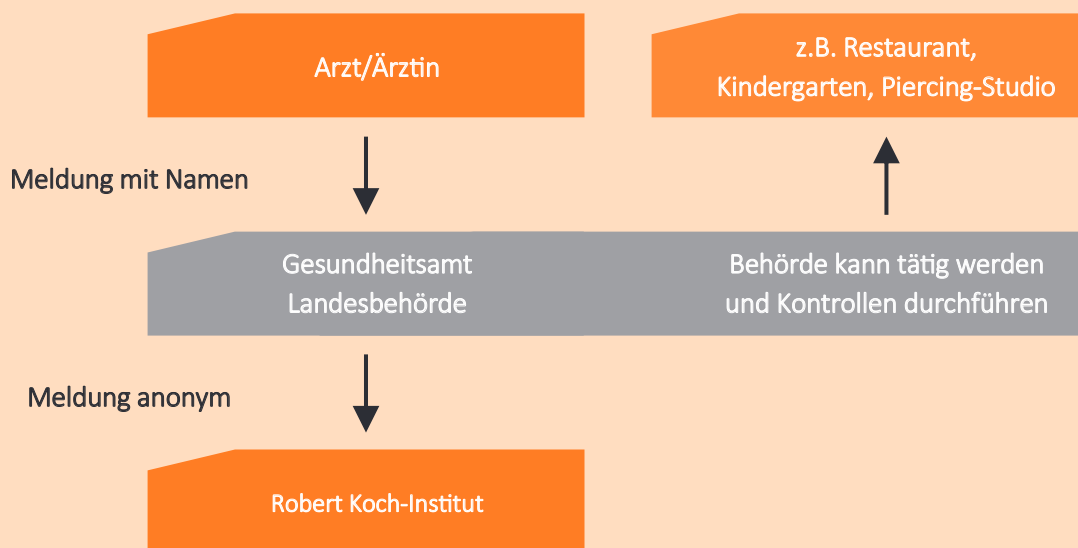 Arzt/Ärztin
z.B. Restaurant,
Kindergarten, Piercing-Studio
Meldung mit Namen
Gesundheitsamt
Landesbehörde
Behörde kann tätig werden
und Kontrollen durchführen
Meldung anonym
Robert Koch-Institut